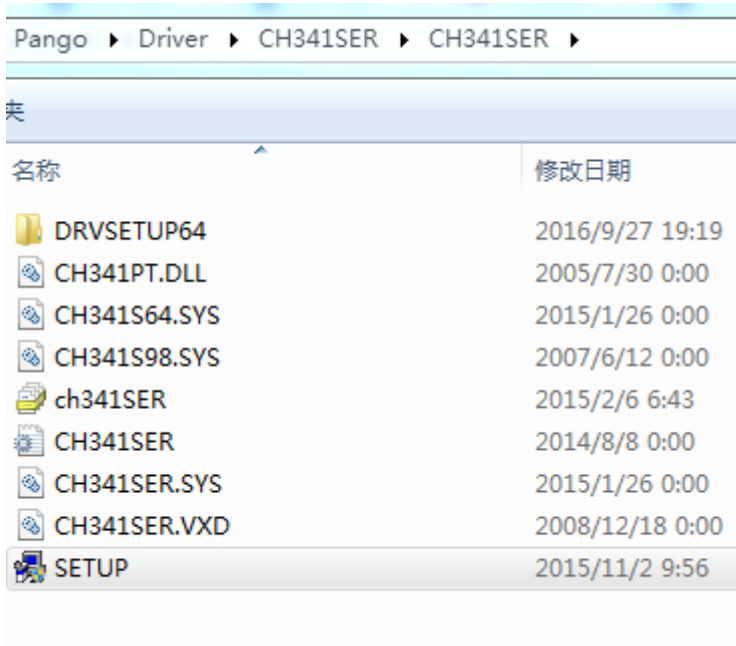 Pango ▸ Driver ▸ CH341SER ▸ CH341SER ▸
夹
名称 修改日期
DRVSETUP64 2016/9/27 19:19
CH341PT.DLL 2005/7/30 0:00
CH341S64.SYS 2015/1/26 0:00
CH341S98.SYS 2007/6/12 0:00
ch341SER 2015/2/6 6:43
CH341SER 2014/8/8 0:00
CH341SER.SYS 2015/1/26 0:00
CH341SER.VXD 2008/12/18 0:00
SETUP 2015/11/2 9:56